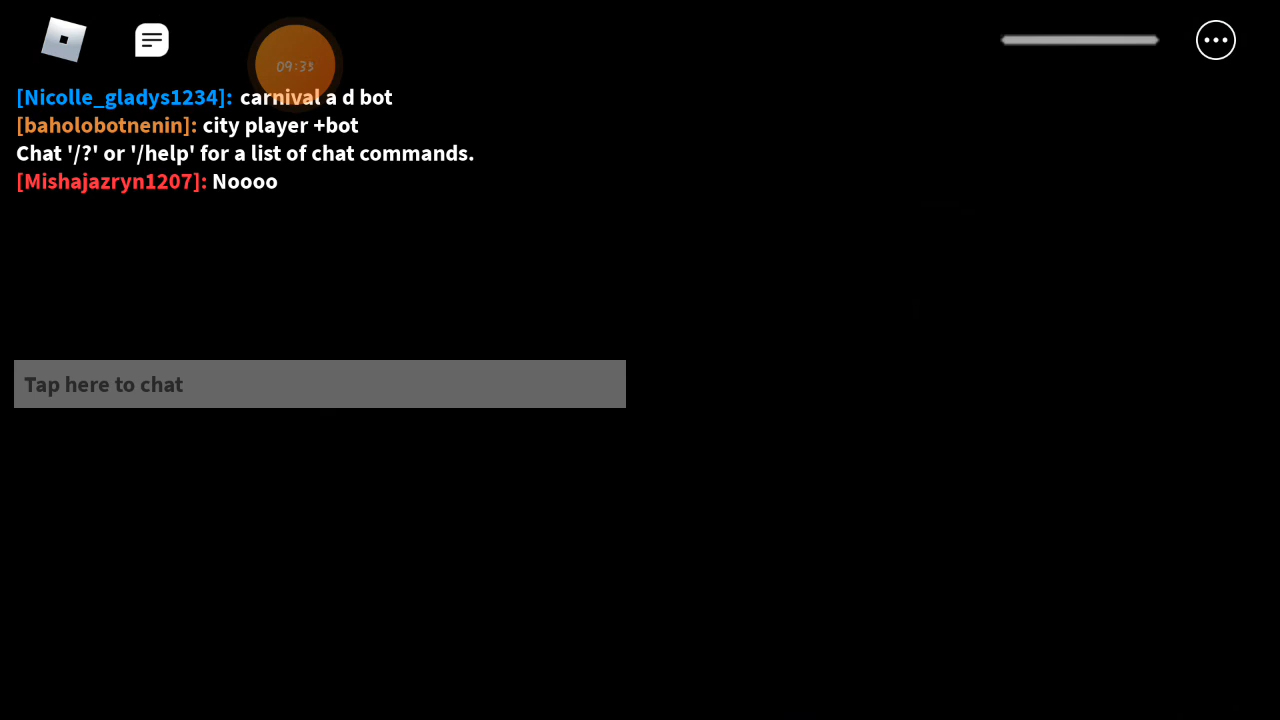 09:35
[Nicolle_gladys1234]: carnival a d bot
[baholobotnenin]: city player +bot
Chat '/?' or '/help' for a list of chat commands.
[Mishajazryn1207]: Noooo
Tap here to chat